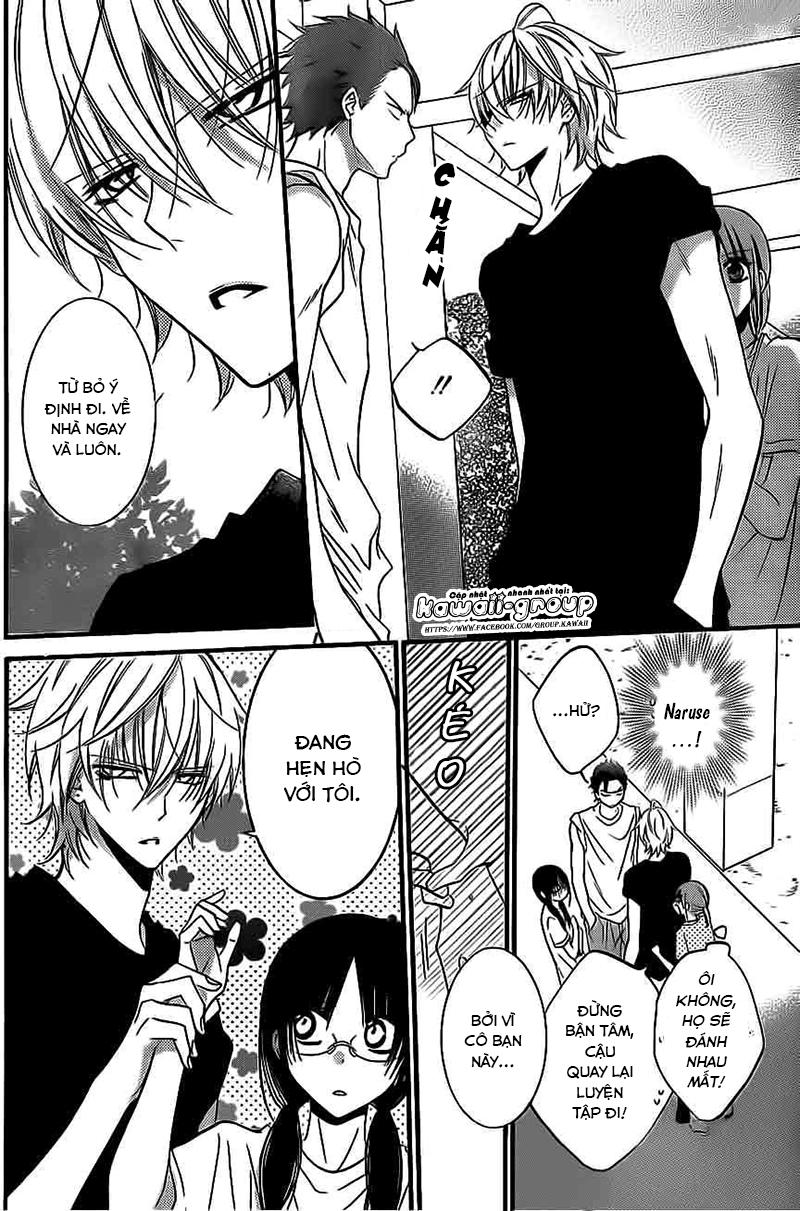 CHẮN
!!
TỪ BỎ Ý
ĐỊNH ĐI. VỀ
NHÀ NGAY
VÀ LUÔN.
Cập nhật nhanh nhất tại:
kawaii-group
HTTPS://WWW.FACEBOOK.COM/GROUP.KAWAII
Naruse
...!
...HỬ?
ÔI
KHÔNG,
HỌ SẼ
ĐÁNH
NHAU
MẤT!
ĐỪNG
BẬN TÂM,
CẬU
QUAY LẠI
LUYỆN
TẬP ĐI!
BỞI VÌ
CÔ BẠN
NÀY...
KÉO
ĐANG
HẸN HÒ
VỚI TÔI.